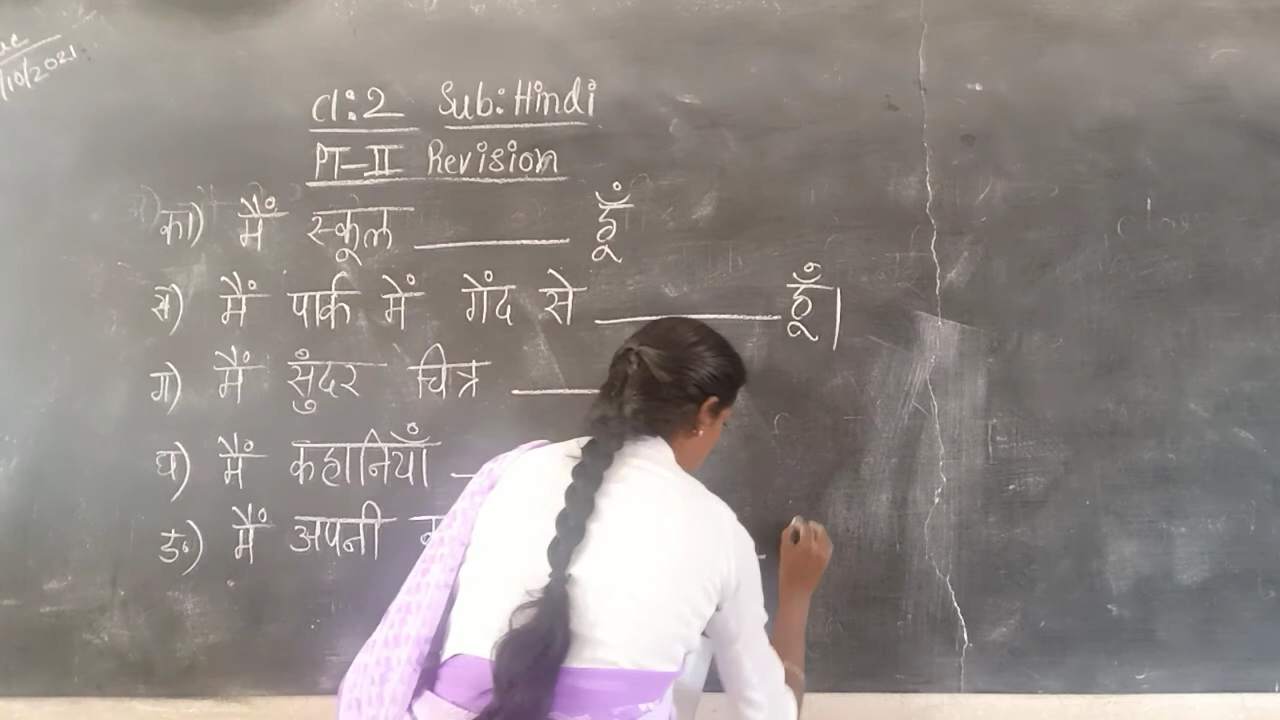 /10/2021
Cl:2 Sub:Hindi
PT-II Revision
का) मैं स्कूल ______ हूँ
ख) मैं पार्क में गेंद से ______ हूँ।
ग) मैं सुंदर चित्र ______
घ) मैं कहानियाँ
ङ) मैं अपनी